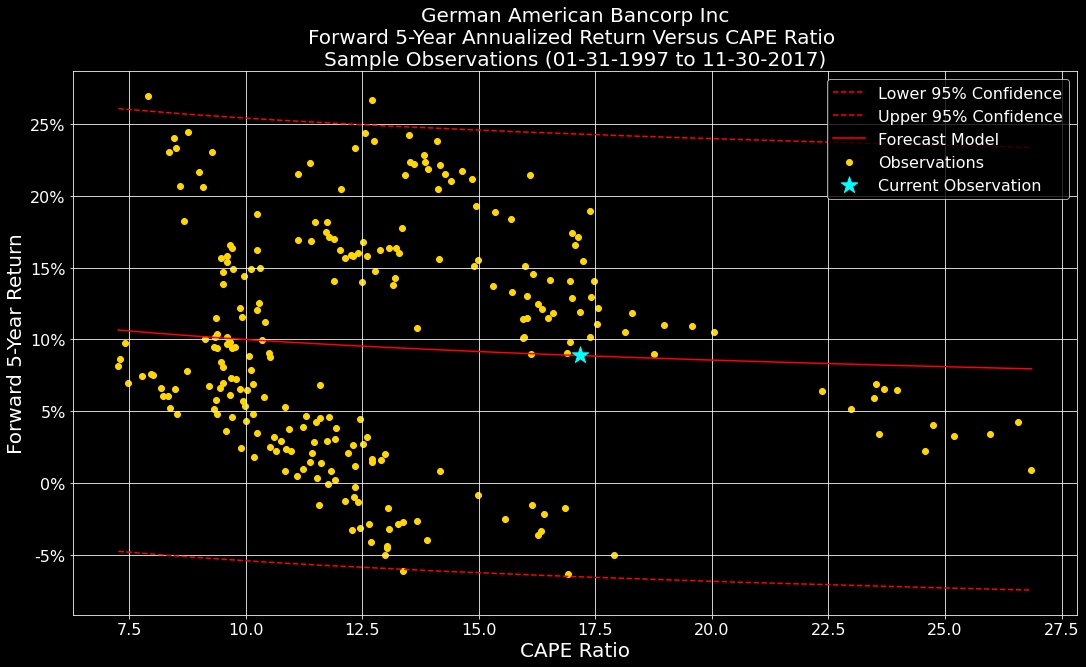 German American Bancorp Inc
Forward 5-Year Annualized Return Versus CAPE Ratio
Sample Observations (01-31-1997 to 11-30-2017)
Lower 95% Confidence
Upper 95% Confidence
Forecast Model
Observations
Current Observation
Forward 5-Year Return
25%
20%
15%
10%
5%
0%
-5%
7.5
10.0
12.5
15.0
17.5
20.0
22.5
25.0
27.5
CAPE Ratio